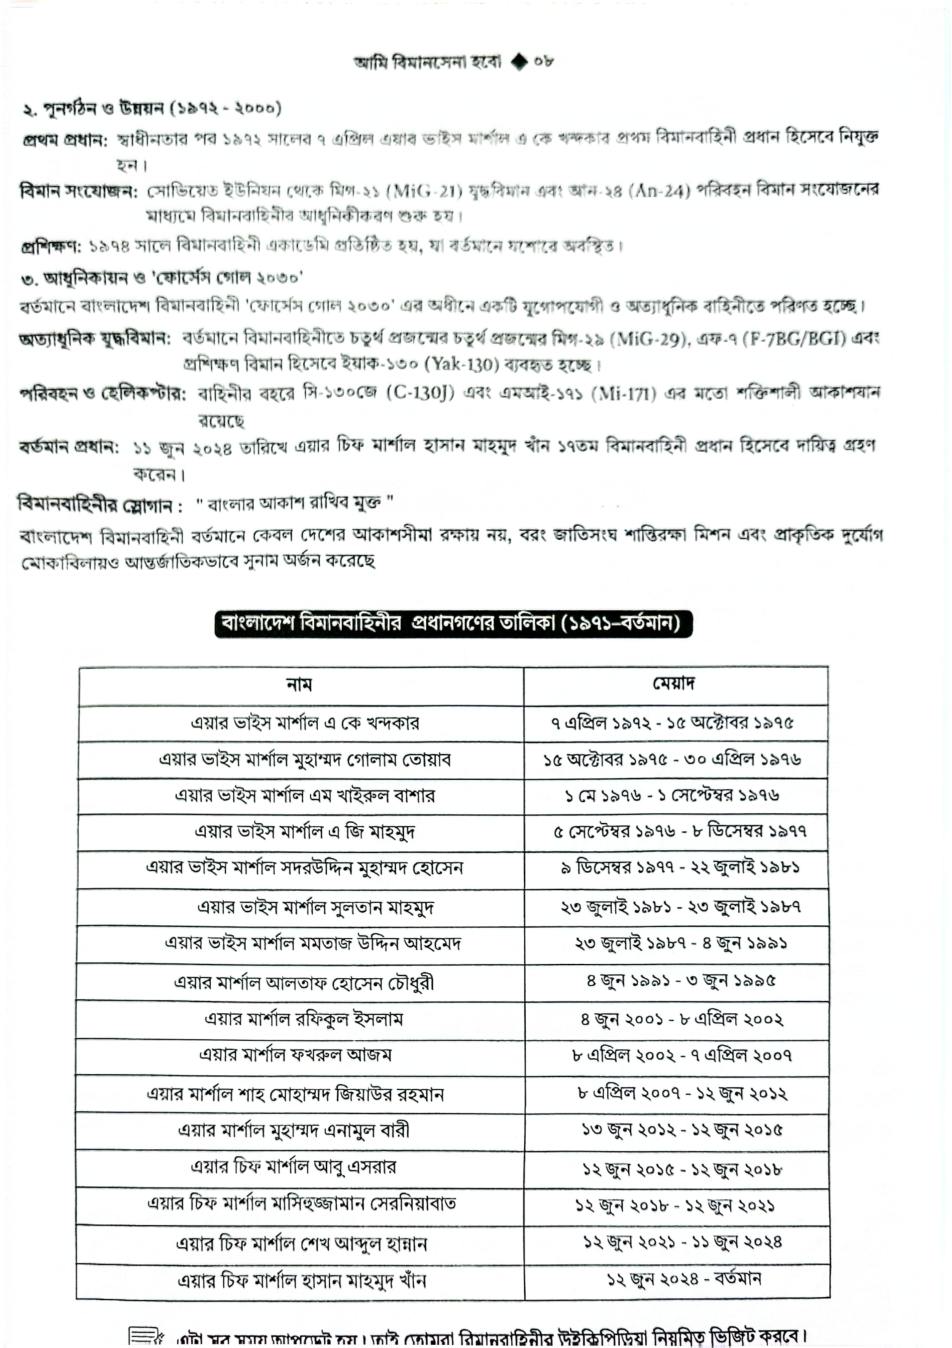 আমি বিমানসেনা হবো ◆ ০৮
২. পুনর্গঠন ও উন্নয়ন (১৯৭২ - ২০০০)
প্রথম প্রধান: স্বাধীনতার পর ১৯৭২ সালের ৭ এপ্রিল এয়ার ভাইস মার্শাল এ কে খন্দকার প্রথম বিমানবাহিনী প্রধান হিসেবে নিযুক্ত
হন।
বিমান সংযোজন: সোভিয়েত ইউনিয়ন থেকে মিগ-২১ (MiG-21) যুদ্ধবিমান এবং আন-২৪ (An-24) পরিবহন বিমান সংযোজনের
মাধ্যমে বিমানবাহিনীর আধুনিকীকরণ শুরু হয়।
প্রশিক্ষণ: ১৯৭৪ সালে বিমানবাহিনী একাডেমি প্রতিষ্ঠিত হয়, যা বর্তমানে যশোরে অবস্থিত।
৩. আধুনিকায়ন ও 'ফোর্সেস গোল ২০৩০'
বর্তমানে বাংলাদেশ বিমানবাহিনী 'ফোর্সেস গোল ২০৩০' এর অধীনে একটি যুগোপযোগী ও অত্যাধুনিক বাহিনীতে পরিণত হচ্ছে।
অত্যাধুনিক যুদ্ধবিমান: বর্তমানে বিমানবাহিনীতে চতুর্থ প্রজন্মের চতুর্থ প্রজন্মের মিগ-২৯ (MiG-29), এফ-৭ (F-7BG/BGI) এবং
প্রশিক্ষণ বিমান হিসেবে ইয়াক-১৩০ (Yak-130) ব্যবহৃত হচ্ছে।
পরিবহন ও হেলিকপ্টার: বাহিনীর বহরে সি-১৩০জে (C-130J) এবং এমআই-১৭১ (Mi-171) এর মতো শক্তিশালী আকাশযান
রয়েছে
বর্তমান প্রধান: ১১ জুন ২০২৪ তারিখে এয়ার চিফ মার্শাল হাসান মাহমুদ খাঁন ১৭তম বিমানবাহিনী প্রধান হিসেবে দায়িত্ব গ্রহণ
করেন।
বিমানবাহিনীর স্লোগান : " বাংলার আকাশ রাখিব মুক্ত "
বাংলাদেশ বিমানবাহিনী বর্তমানে কেবল দেশের আকাশসীমা রক্ষায় নয়, বরং জাতিসংঘ শান্তিরক্ষা মিশন এবং প্রাকৃতিক দুর্যোগ
মোকাবিলায়ও আন্তর্জাতিকভাবে সুনাম অর্জন করেছে
বাংলাদেশ বিমানবাহিনীর প্রধানগণের তালিকা (১৯৭১–বর্তমান)
নাম মেয়াদ
এয়ার ভাইস মার্শাল এ কে খন্দকার ৭ এপ্রিল ১৯৭২ - ১৫ অক্টোবর ১৯৭৫
এয়ার ভাইস মার্শাল মুহাম্মদ গোলাম তোয়াব ১৫ অক্টোবর ১৯৭৫ - ৩০ এপ্রিল ১৯৭৬
এয়ার ভাইস মার্শাল এম খাইরুল বাশার ১ মে ১৯৭৬ - ১ সেপ্টেম্বর ১৯৭৬
এয়ার ভাইস মার্শাল এ জি মাহমুদ ৫ সেপ্টেম্বর ১৯৭৬ - ৮ ডিসেম্বর ১৯৭৭
এয়ার ভাইস মার্শাল সদরউদ্দিন মুহাম্মদ হোসেন ৯ ডিসেম্বর ১৯৭৭ - ২২ জুলাই ১৯৮১
এয়ার ভাইস মার্শাল সুলতান মাহমুদ ২৩ জুলাই ১৯৮১ - ২৩ জুলাই ১৯৮৭
এয়ার ভাইস মার্শাল মমতাজ উদ্দিন আহমেদ ২৩ জুলাই ১৯৮৭ - ৪ জুন ১৯৯১
এয়ার মার্শাল আলতাফ হোসেন চৌধুরী ৪ জুন ১৯৯১ - ৩ জুন ১৯৯৫
এয়ার মার্শাল রফিকুল ইসলাম ৪ জুন ২০০১ - ৮ এপ্রিল ২০০২
এয়ার মার্শাল ফখরুল আজম ৮ এপ্রিল ২০০২ - ৭ এপ্রিল ২০০৭
এয়ার মার্শাল শাহ মোহাম্মদ জিয়াউর রহমান ৮ এপ্রিল ২০০৭ - ১২ জুন ২০১২
এয়ার মার্শাল মুহাম্মদ এনামুল বারী ১৩ জুন ২০১২ - ১২ জুন ২০১৫
এয়ার চিফ মার্শাল আবু এসরার ১২ জুন ২০১৫ - ১২ জুন ২০১৮
এয়ার চিফ মার্শাল মাসিহুজ্জামান সেরনিয়াবাত ১২ জুন ২০১৮ - ১২ জুন ২০২১
এয়ার চিফ মার্শাল শেখ আব্দুল হান্নান ১২ জুন ২০২১ - ১১ জুন ২০২৪
এয়ার চিফ মার্শাল হাসান মাহমুদ খাঁন ১২ জুন ২০২৪ - বর্তমান
এটা সব সময় আপডেট হয়। তাই তোমরা বিমানবাহিনীর উইকিপিডিয়া নিয়মিত ভিজিট করবে।